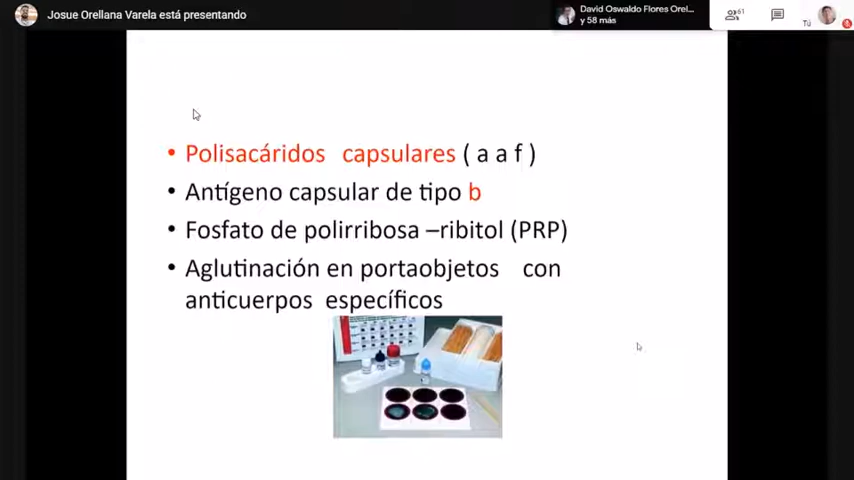 Josue Orellana Varela está presentando
David Oswaldo Flores Orel...
y 58 más
61
Tú
• Polisacáridos capsulares ( a a f )
• Antígeno capsular de tipo b
• Fosfato de polirribosa –ribitol (PRP)
• Aglutinación en portaobjetos con
anticuerpos específicos